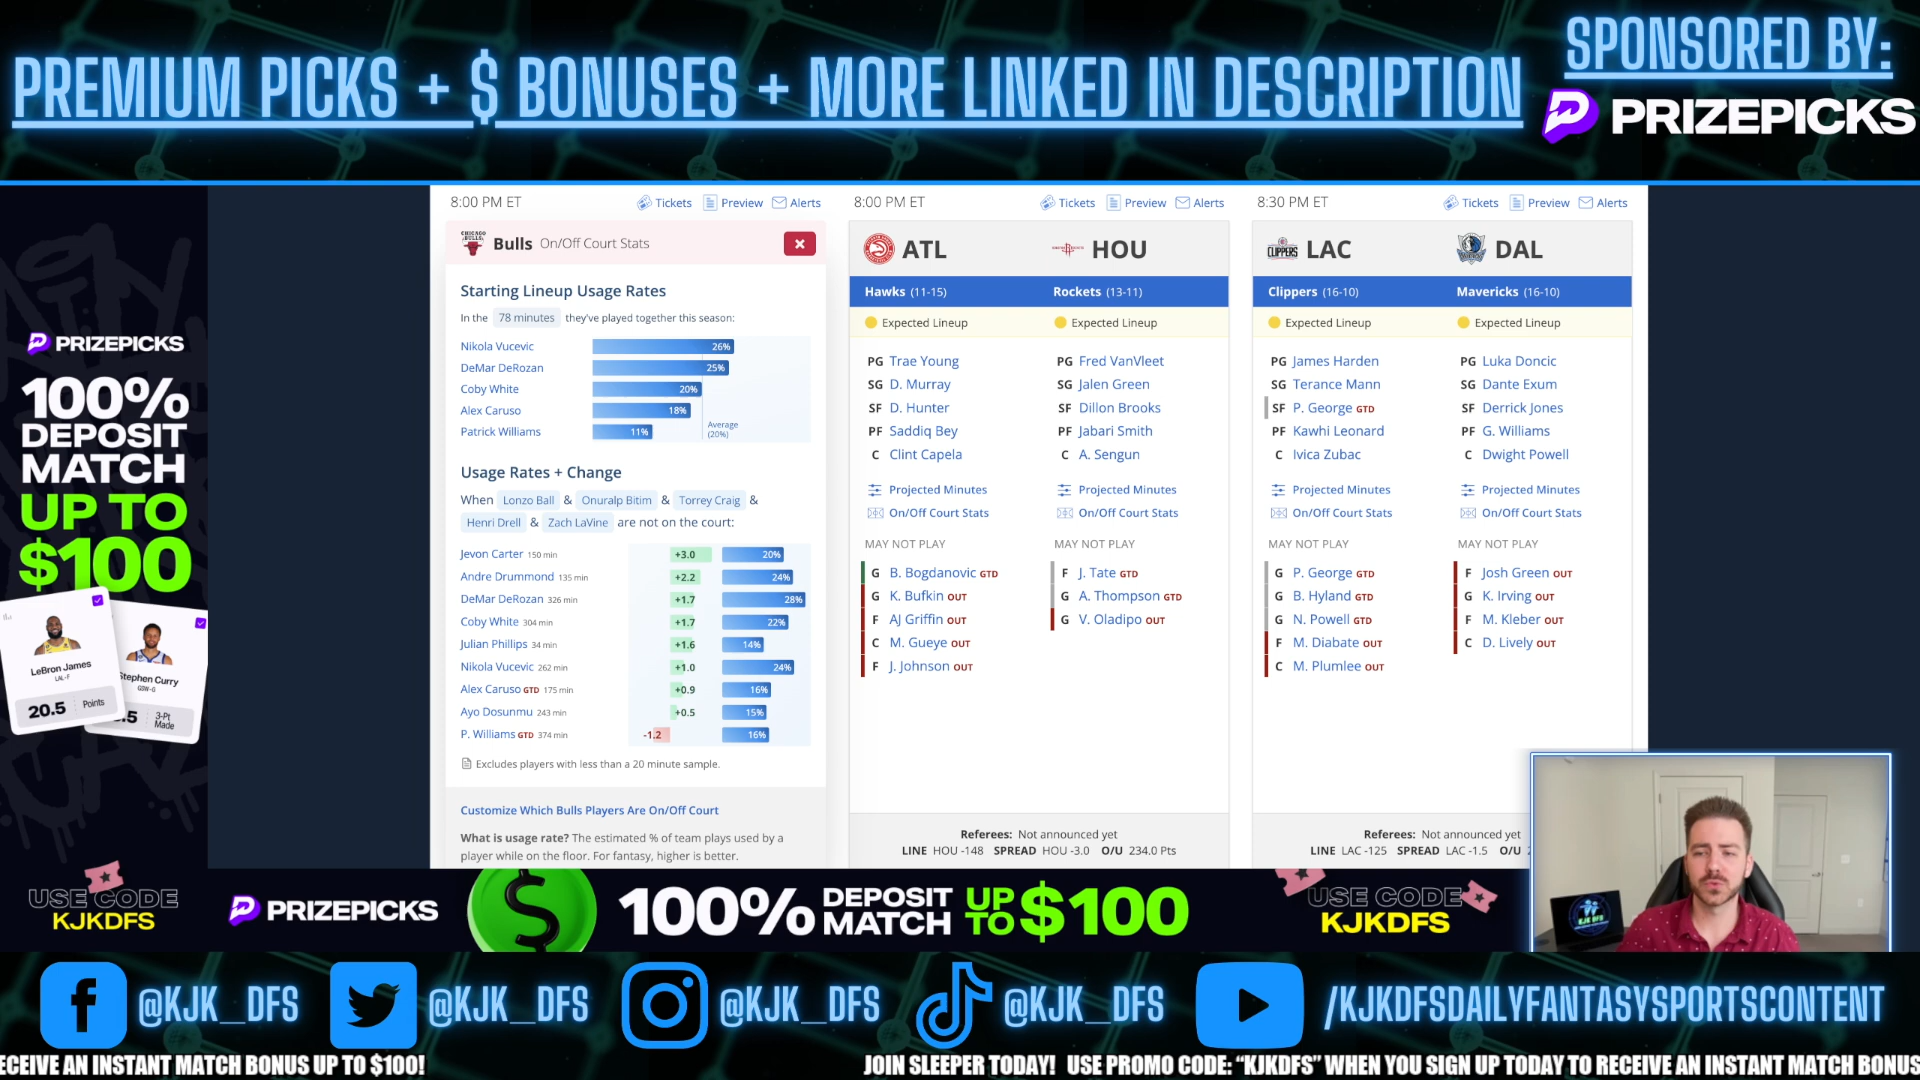 PREMIUM PICKS + $ BONUSES + MORE LINKED IN DESCRIPTION
SPONSORED BY:
PRIZEPICKS
PRIZEPICKS
100%
DEPOSIT
MATCH
UP TO
$100
LeBron James
LAL-F
20.5 Points
Stephen Curry
GSW-G
.5 3-Pt Made
USE CODE
KJKDFS
8:00 PM ET
Tickets Preview Alerts
CHICAGO BULLS
Bulls On/Off Court Stats
Starting Lineup Usage Rates
In the 78 minutes they've played together this season:
Nikola Vucevic 26%
DeMar DeRozan 25%
Coby White 20%
Alex Caruso 18%
Patrick Williams 11%
Average (20%)
Usage Rates + Change
When Lonzo Ball & Onuralp Bitim & Torrey Craig &
Henri Drell & Zach LaVine are not on the court:
Jevon Carter 150 min +3.0 20%
Andre Drummond 135 min +2.2 24%
DeMar DeRozan 326 min +1.7 28%
Coby White 304 min +1.7 22%
Julian Phillips 34 min +1.6 14%
Nikola Vucevic 262 min +1.0 24%
Alex Caruso GTD 175 min +0.9 16%
Ayo Dosunmu 243 min +0.5 15%
P. Williams GTD 374 min -1.2 16%
Excludes players with less than a 20 minute sample.
Customize Which Bulls Players Are On/Off Court
What is usage rate? The estimated % of team plays used by a
player while on the floor. For fantasy, higher is better.
8:00 PM ET
Tickets Preview Alerts
ATL HOU
Hawks (11-15) Rockets (13-11)
Expected Lineup Expected Lineup
PG Trae Young PG Fred VanVleet
SG D. Murray SG Jalen Green
SF D. Hunter SF Dillon Brooks
PF Saddiq Bey PF Jabari Smith
C Clint Capela C A. Sengun
Projected Minutes Projected Minutes
On/Off Court Stats On/Off Court Stats
MAY NOT PLAY MAY NOT PLAY
G B. Bogdanovic GTD F J. Tate GTD
G K. Bufkin OUT G A. Thompson GTD
F AJ Griffin OUT G V. Oladipo OUT
C M. Gueye OUT
F J. Johnson OUT
Referees: Not announced yet
LINE HOU -148 SPREAD HOU -3.0 O/U 234.0 Pts
8:30 PM ET
Tickets Preview Alerts
CLIPPERS
LAC DAL
Clippers (16-10) Mavericks (16-10)
Expected Lineup Expected Lineup
PG James Harden PG Luka Doncic
SG Terance Mann SG Dante Exum
SF P. George GTD SF Derrick Jones
PF Kawhi Leonard PF G. Williams
C Ivica Zubac C Dwight Powell
Projected Minutes Projected Minutes
On/Off Court Stats On/Off Court Stats
MAY NOT PLAY MAY NOT PLAY
G P. George GTD F Josh Green OUT
G B. Hyland GTD G K. Irving OUT
G N. Powell GTD F M. Kleber OUT
F M. Diabate OUT C D. Lively OUT
C M. Plumlee OUT
Referees: Not announced yet
LINE LAC -125 SPREAD LAC -1.5 O/U
PRIZEPICKS
$
100% DEPOSIT MATCH UP TO $100
USE CODE
KJKDFS
KJK DFS
@KJK_DFS @KJK_DFS @KJK_DFS @KJK_DFS /KJKDFSDAILYFANTASYSPORTSCONTENT
ECEIVE AN INSTANT MATCH BONUS UP TO $100! JOIN SLEEPER TODAY! USE PROMO CODE: “KJKDFS” WHEN YOU SIGN UP TODAY TO RECEIVE AN INSTANT MATCH BONUS